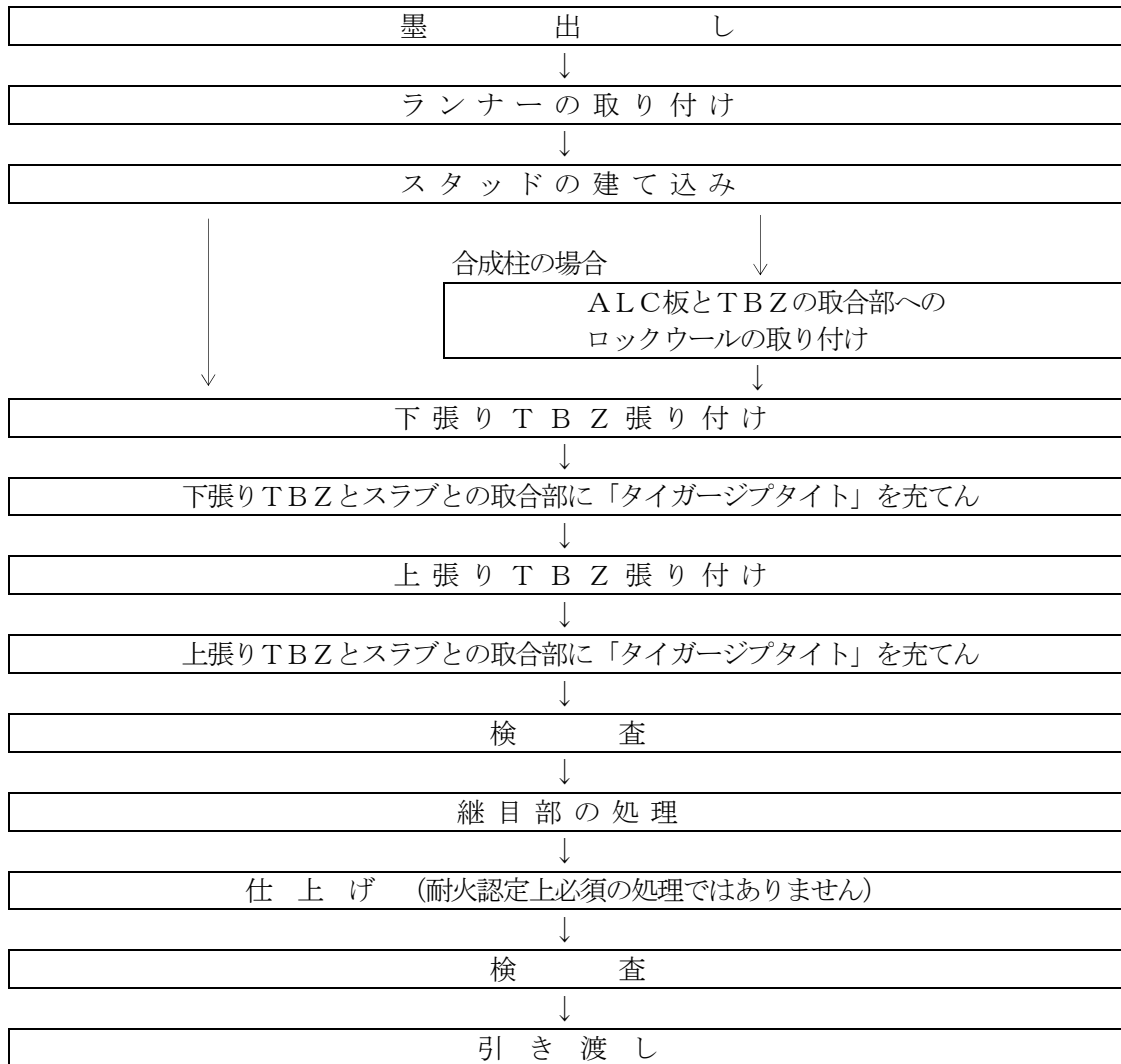 墨出し
↓
ランナーの取り付け
↓
スタッドの建て込み
合成柱の場合
ALC板とTBZの取合部への
ロックウールの取り付け
↓
下張りTBZ張り付け
↓
下張りTBZとスラブとの取合部に「タイガージプタイト」を充てん
↓
上張りTBZ張り付け
↓
上張りTBZとスラブとの取合部に「タイガージプタイト」を充てん
↓
検査
↓
継目部の処理
↓
仕上げ (耐火認定上必須の処理ではありません)
↓
検査
↓
引き渡し